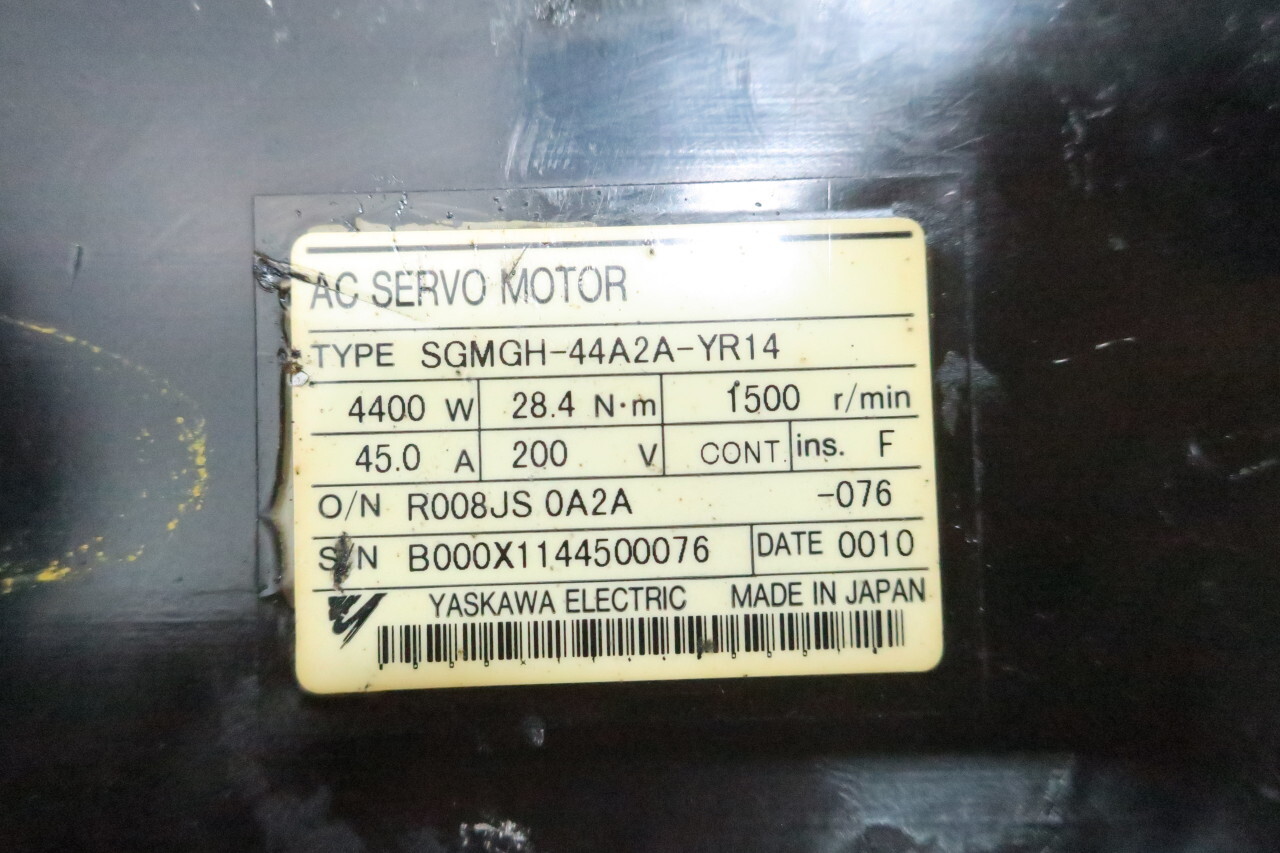 AC SERVO MOTOR
TYPE SGMGH-44A2A-YR14
4400 W 28.4 N·m 1500 r/min
45.0 A 200 V CONT. ins. F
O/N R008JS 0A2A -076
S/N B000X1144500076 DATE 0010
YASKAWA ELECTRIC MADE IN JAPAN